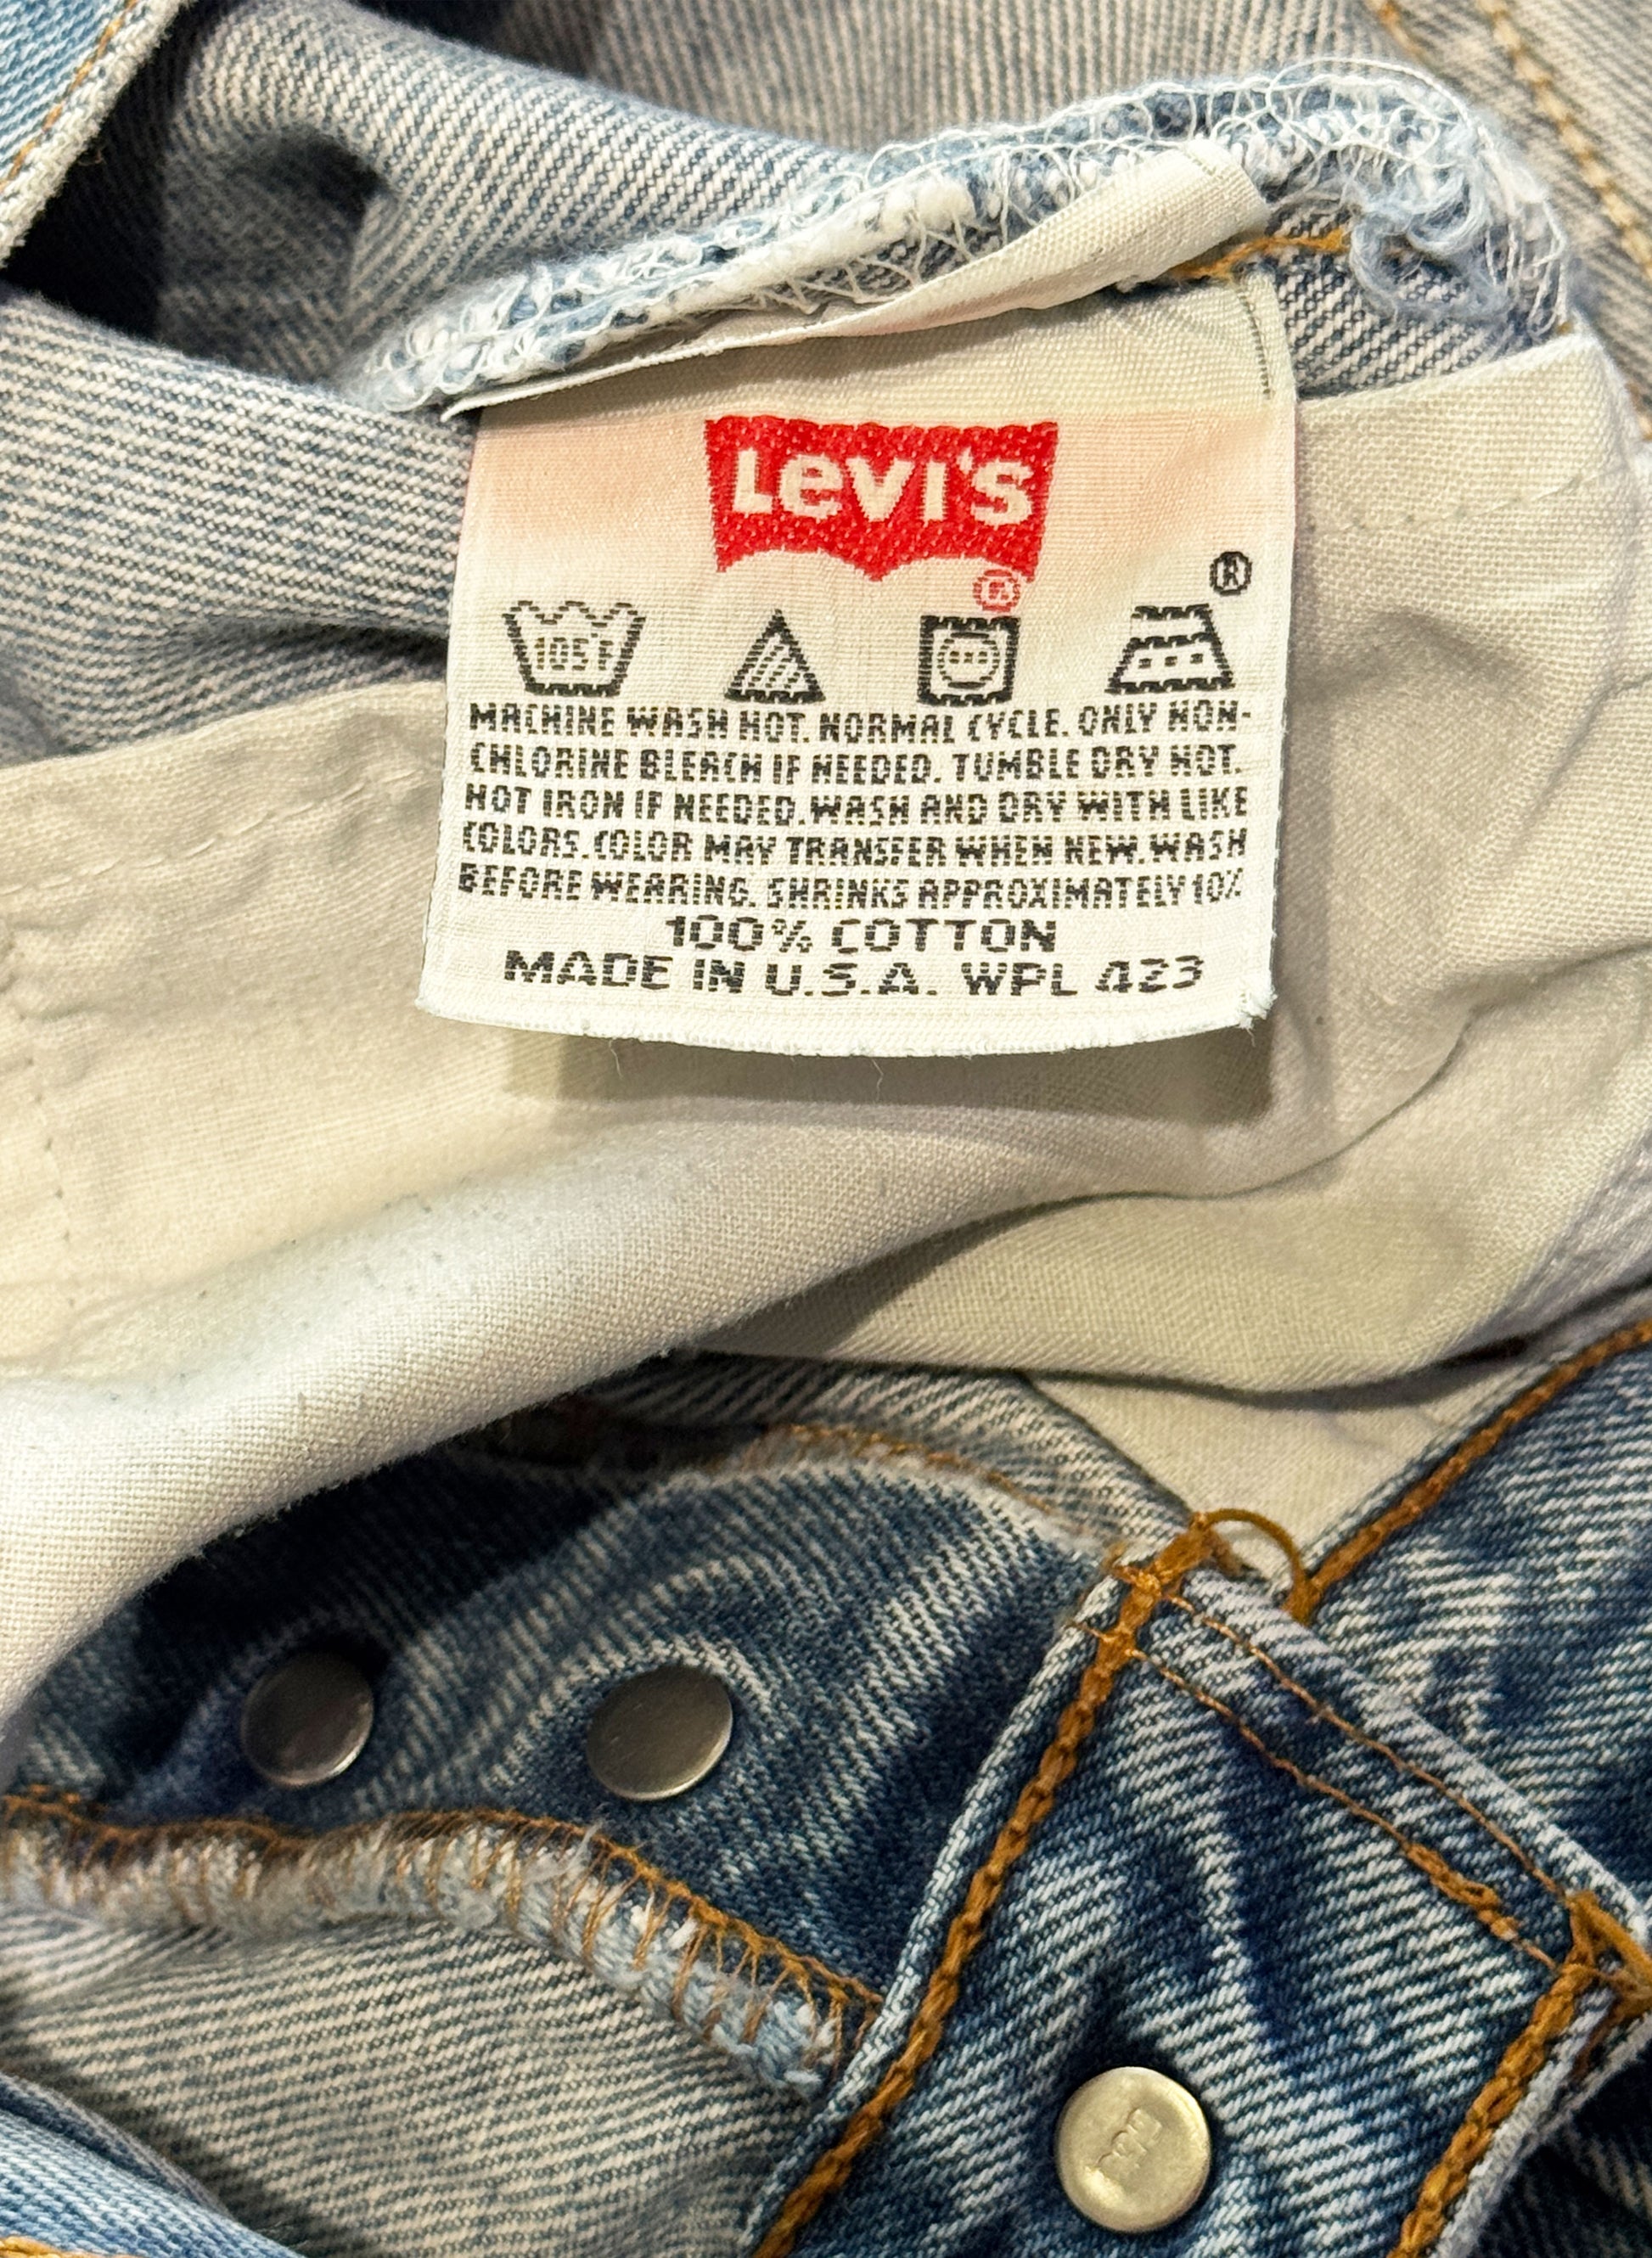 Levi's
®
®
105°F
MACHINE WASH HOT. NORMAL CYCLE. ONLY NON-
CHLORINE BLEACH IF NEEDED. TUMBLE DRY HOT.
HOT IRON IF NEEDED. WASH AND DRY WITH LIKE
COLORS. COLOR MAY TRANSFER WHEN NEW. WASH
BEFORE WEARING. SHRINKS APPROXIMATELY 10%
100% COTTON
MADE IN U.S.A. WPL 423